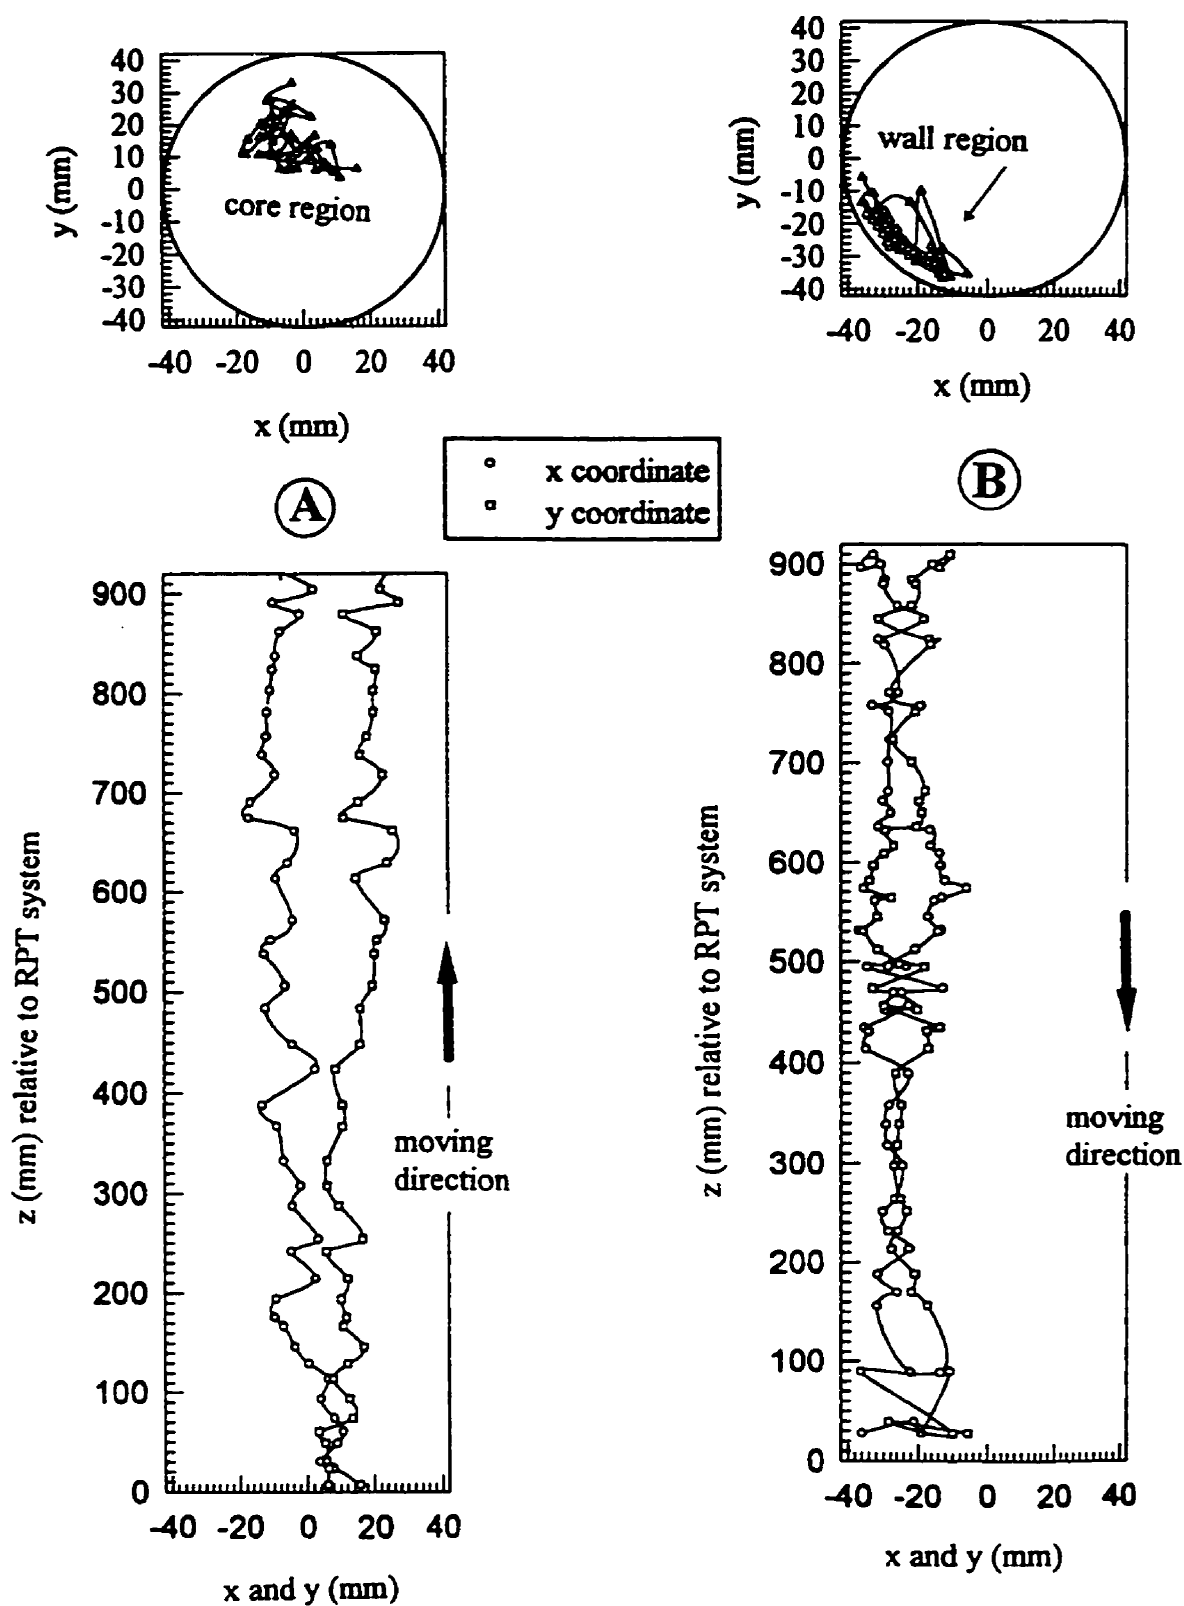 40
30
20
10
0
-10
-20
-30
-40
y (mm)
core region
-40 -20 0 20 40
x (mm)
40
30
20
10
0
-10
-20
-30
-40
y (mm)
wall region
-40 -20 0 20 40
x (mm)
x coordinate
y coordinate
A
B
900
800
700
600
500
400
300
200
100
0
z (mm) relative to RPT system
moving
direction
-40 -20 0 20 40
x and y (mm)
900
800
700
600
500
400
300
200
100
0
z (mm) relative to RPT system
moving
direction
-40 -20 0 20 40
x and y (mm)